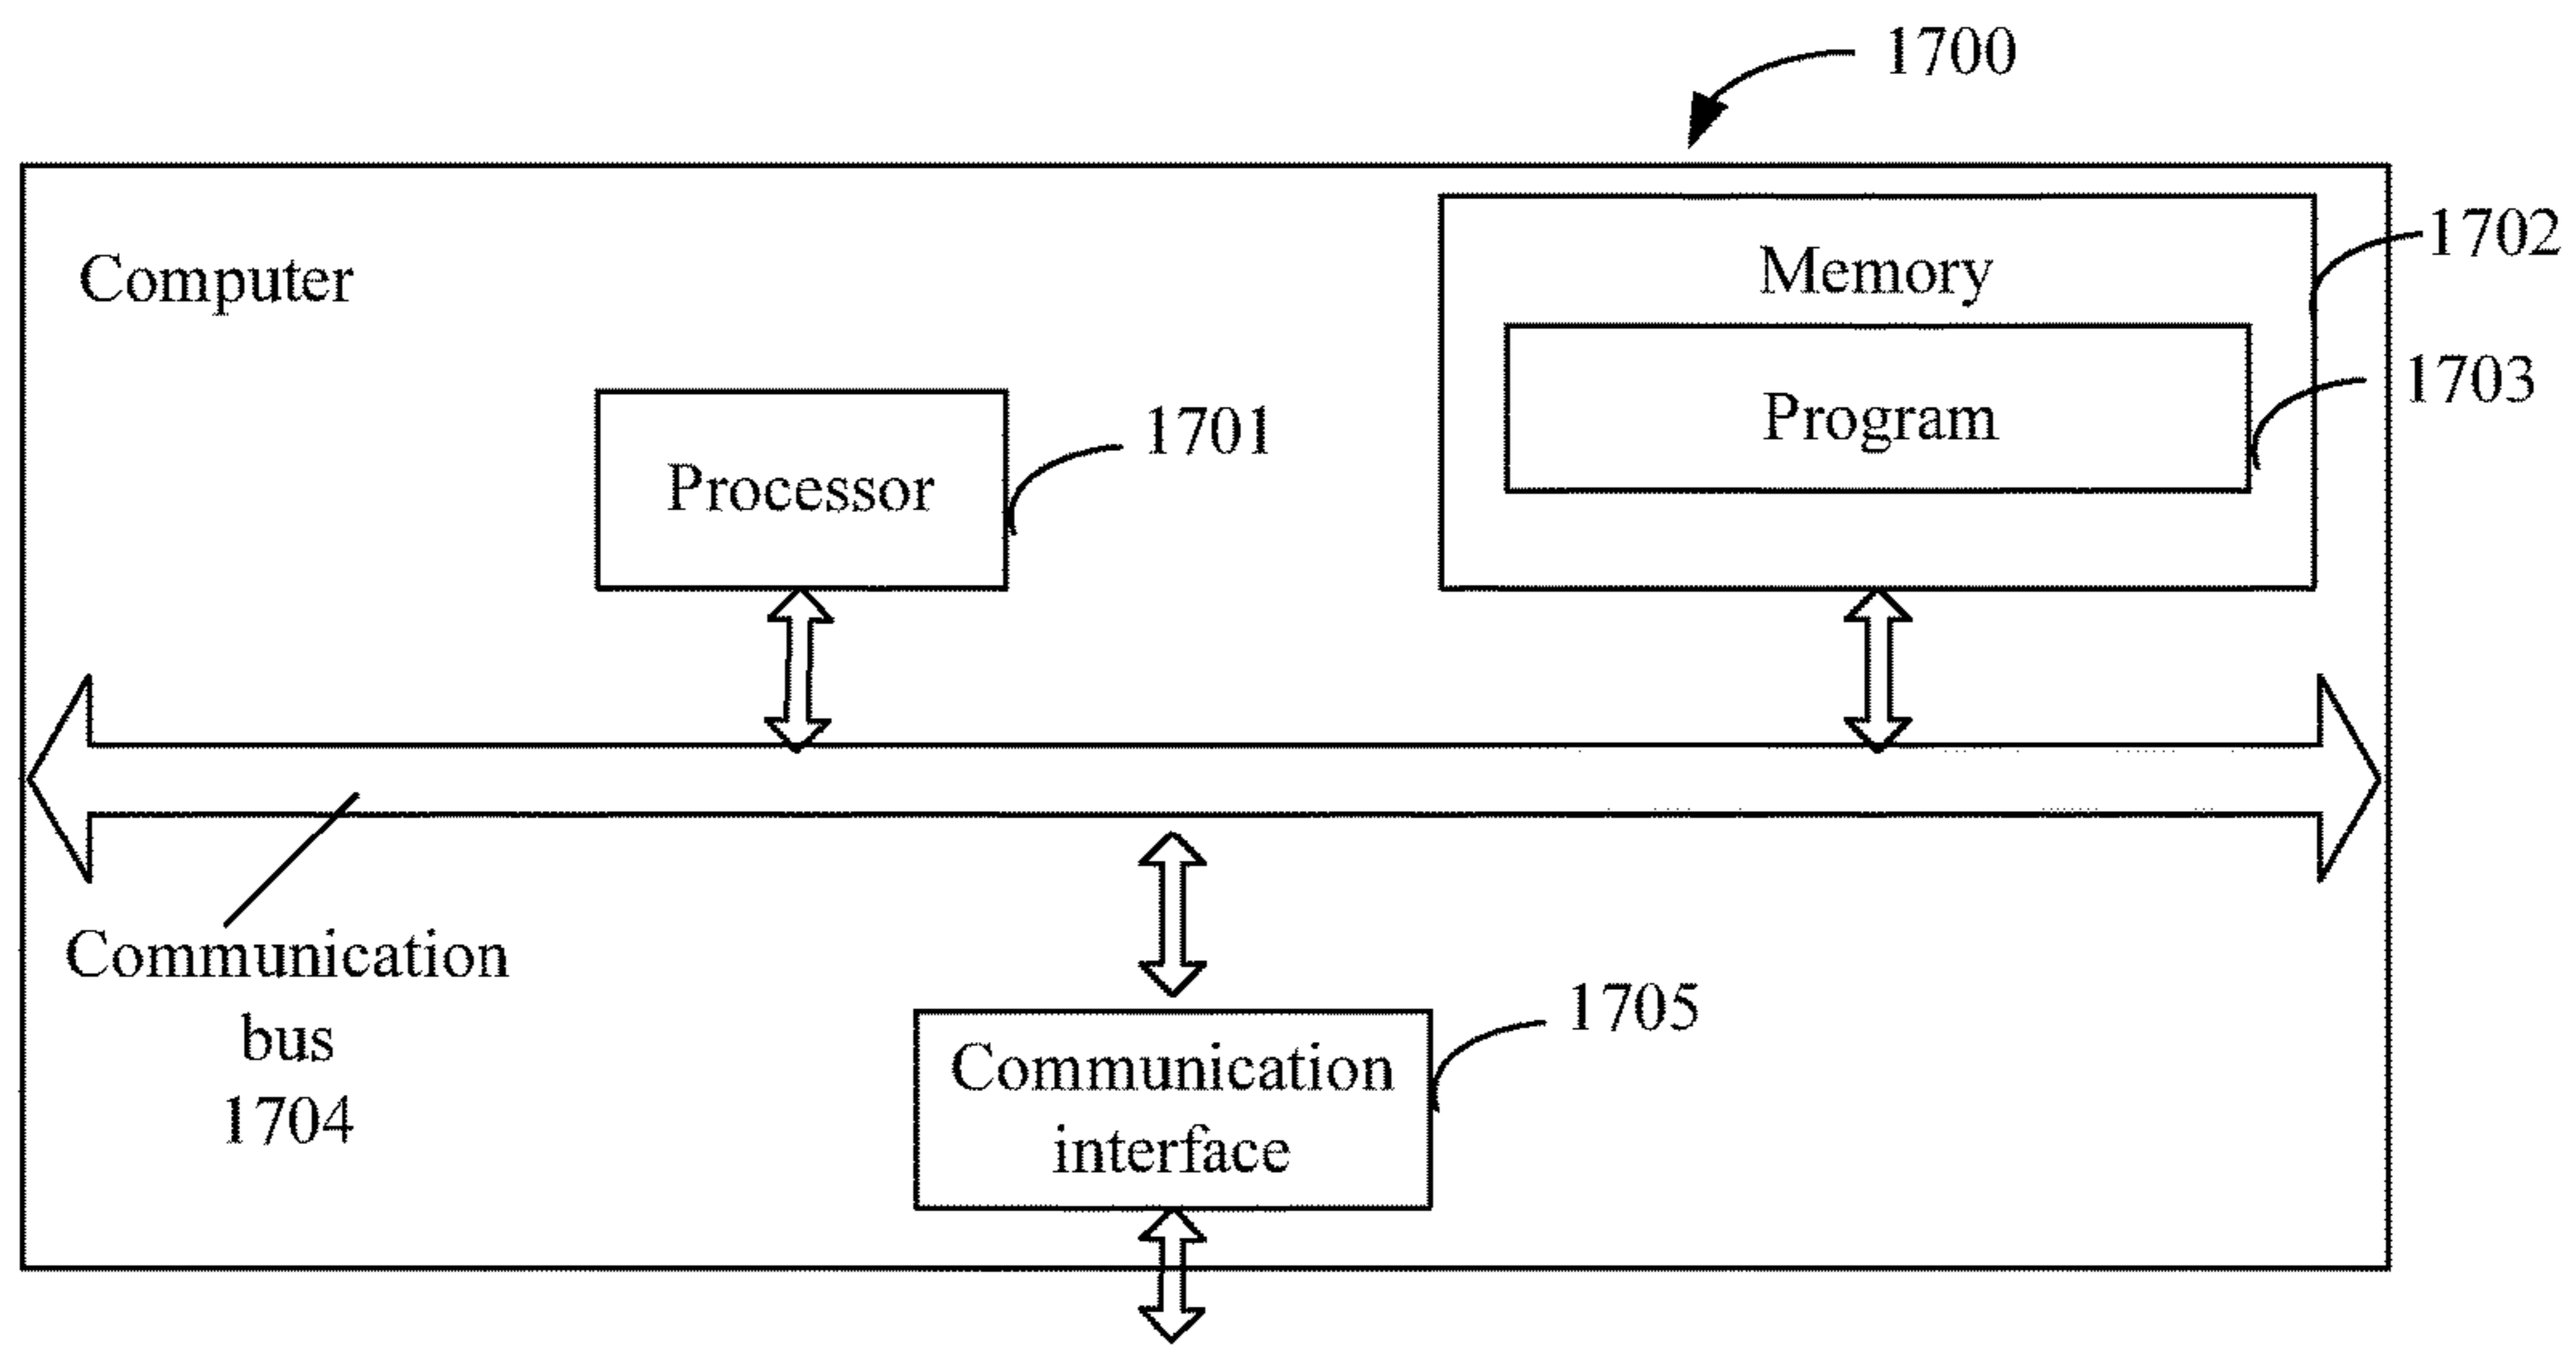 1700
Computer
Memory
1702
Program
1703
Processor
1701
Communication
bus
1704
Communication
interface
1705